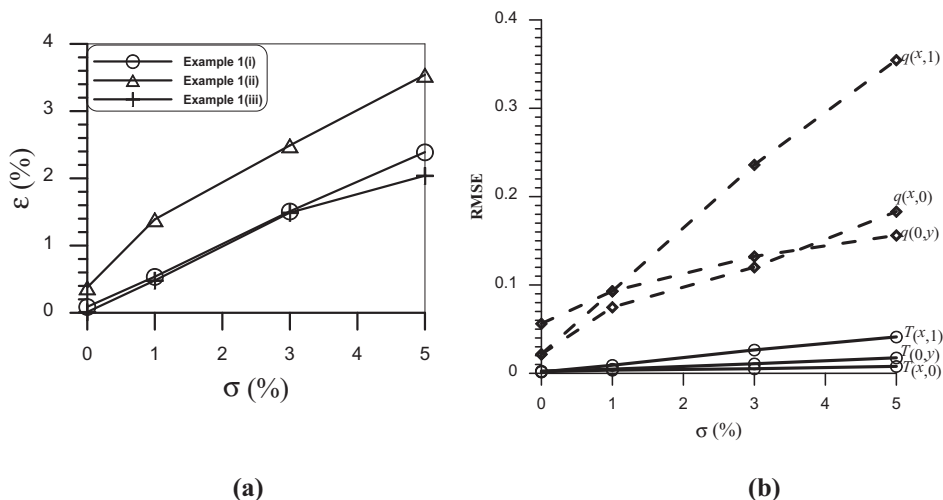 4
3
2
1
0
ε (%)
Example 1(i)
Example 1(ii)
Example 1(iii)
0 1 2 3 4 5
σ (%)
(a)
0.4
0.3
0.2
0.1
0
RMSE
q(x,1)
q(x,0)
q(0,y)
T(x,1)
T(0,y)
T(x,0)
0 1 2 3 4 5
σ (%)
(b)